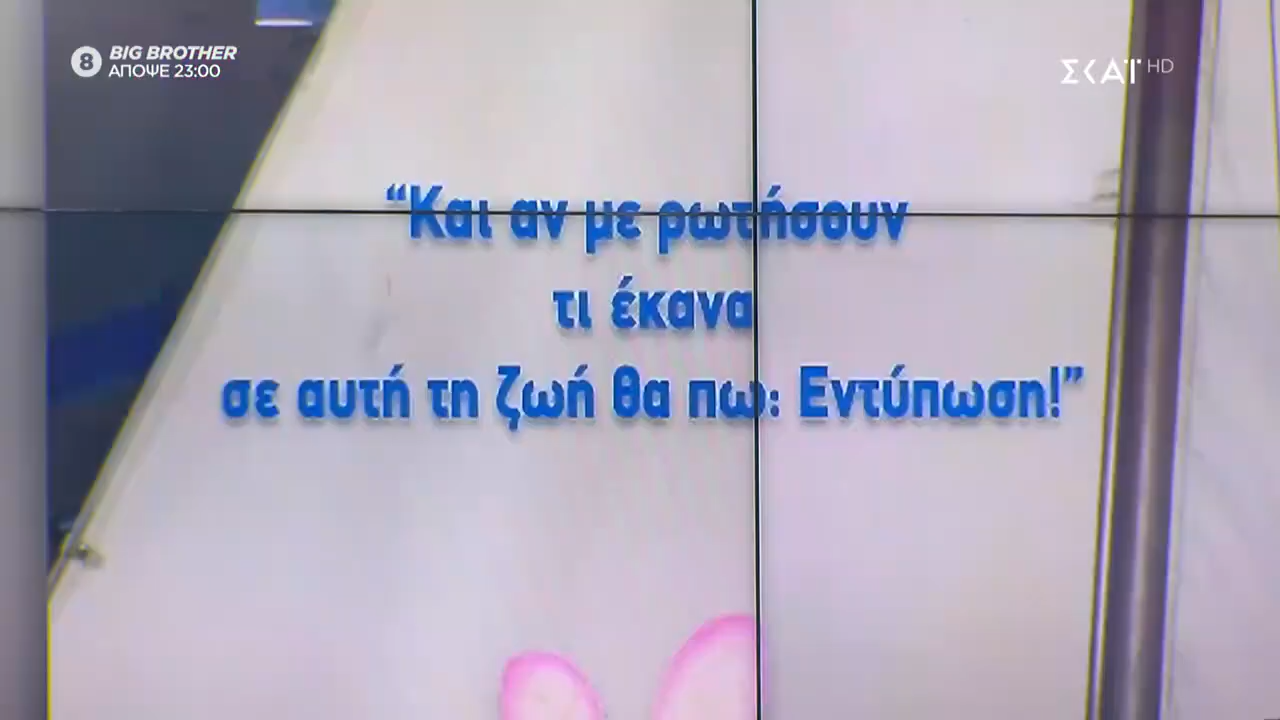 8 BIG BROTHER
ΑΠΟΨΕ 23:00
ΣΚΑΪ HD
“Και αν με ρωτήσουν
τι έκανα
σε αυτή τη ζωή θα πω: Εντύπωση!”